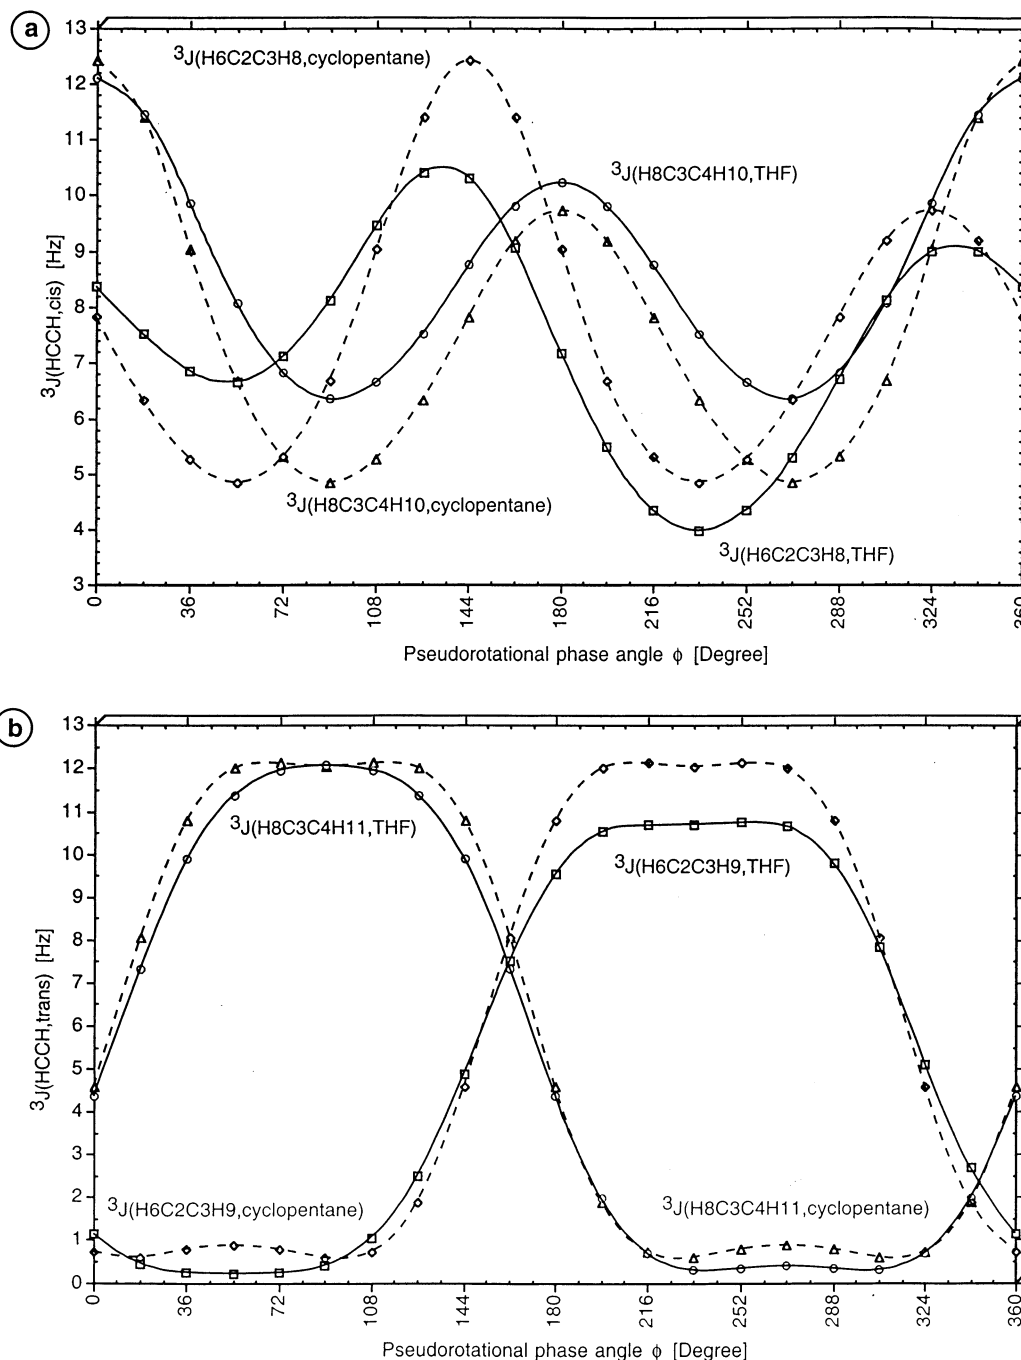 a
13
³J(H6C2C3H8,cyclopentane)
12
11
³J(H8C3C4H10,THF)
10
9
³J(HCCH,cis) [Hz]
8
7
6
5
³J(H8C3C4H10,cyclopentane)
4
³J(H6C2C3H8,THF)
3
0 36 72 108 144 180 216 252 288 324 360
Pseudorotational phase angle ϕ [Degree]
b
13
12
11
³J(H8C3C4H11,THF)
10
³J(H6C2C3H9,THF)
9
8
7
³J(HCCH,trans) [Hz]
6
5
4
3
2
³J(H6C2C3H9,cyclopentane)
³J(H8C3C4H11,cyclopentane)
1
0
0 36 72 108 144 180 216 252 288 324 360
Pseudorotational phase angle ϕ [Degree]